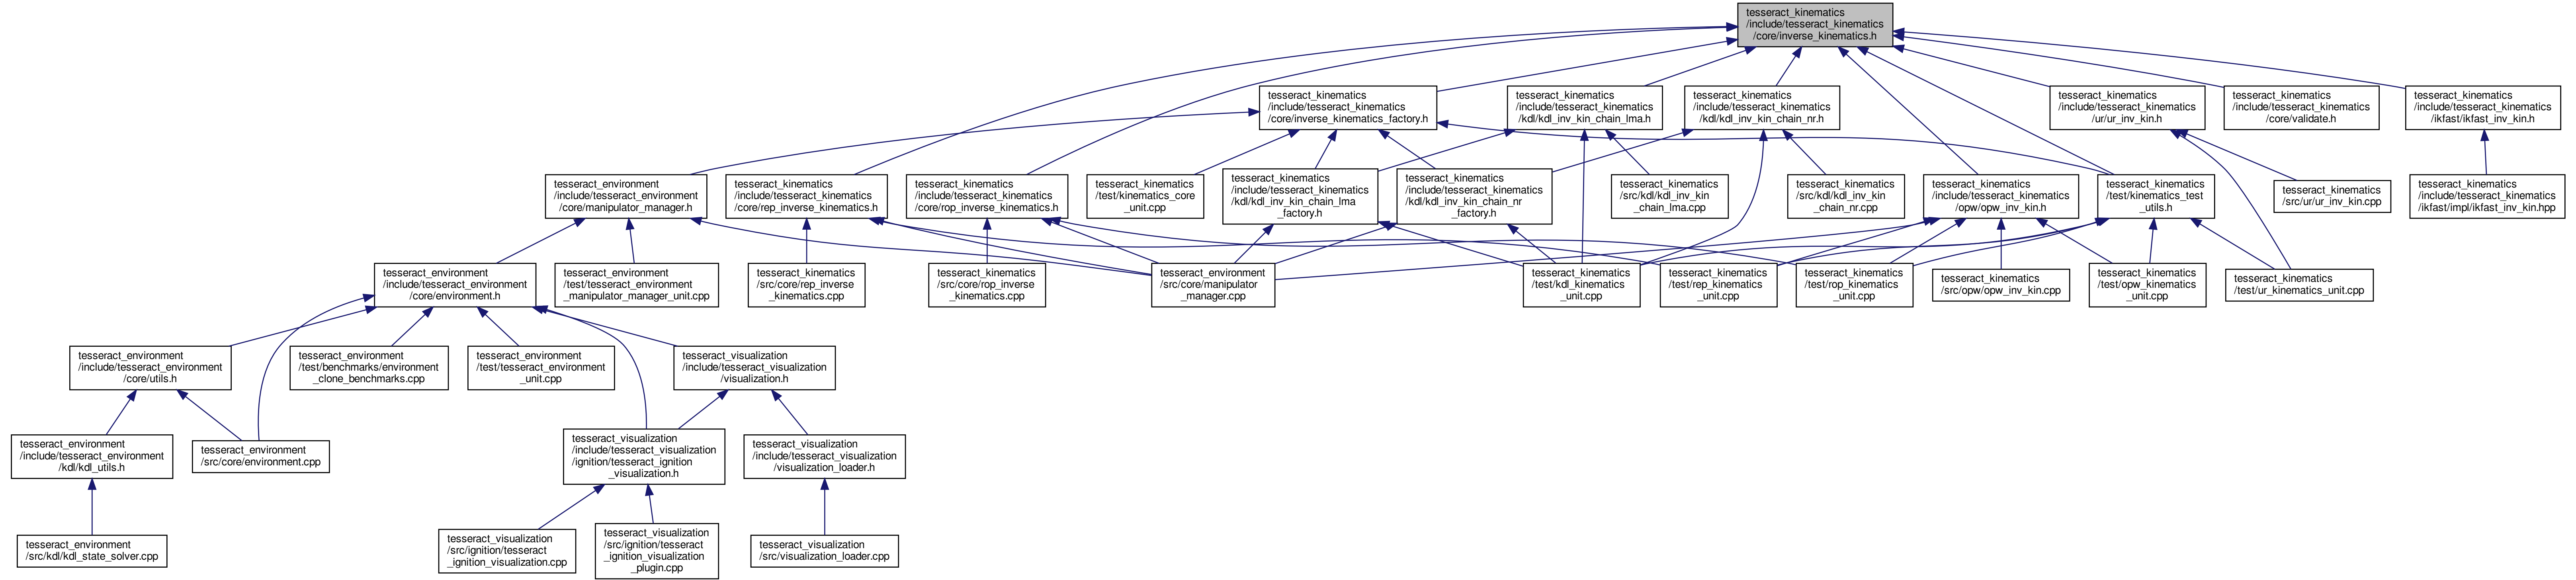 tesseract_kinematics
/include/tesseract_kinematics
/core/inverse_kinematics.h
tesseract_kinematics
/include/tesseract_kinematics
/core/inverse_kinematics_factory.h
tesseract_kinematics
/include/tesseract_kinematics
/kdl/kdl_inv_kin_chain_lma.h
tesseract_kinematics
/include/tesseract_kinematics
/kdl/kdl_inv_kin_chain_nr.h
tesseract_kinematics
/include/tesseract_kinematics
/ur/ur_inv_kin.h
tesseract_kinematics
/include/tesseract_kinematics
/core/validate.h
tesseract_kinematics
/include/tesseract_kinematics
/ikfast/ikfast_inv_kin.h
tesseract_environment
/include/tesseract_environment
/core/manipulator_manager.h
tesseract_kinematics
/include/tesseract_kinematics
/core/rep_inverse_kinematics.h
tesseract_kinematics
/include/tesseract_kinematics
/core/rop_inverse_kinematics.h
tesseract_kinematics
/test/kinematics_core
_unit.cpp
tesseract_kinematics
/include/tesseract_kinematics
/kdl/kdl_inv_kin_chain_lma
_factory.h
tesseract_kinematics
/include/tesseract_kinematics
/kdl/kdl_inv_kin_chain_nr
_factory.h
tesseract_kinematics
/src/kdl/kdl_inv_kin
_chain_lma.cpp
tesseract_kinematics
/src/kdl/kdl_inv_kin
_chain_nr.cpp
tesseract_kinematics
/include/tesseract_kinematics
/opw/opw_inv_kin.h
tesseract_kinematics
/test/kinematics_test
_utils.h
tesseract_kinematics
/src/ur/ur_inv_kin.cpp
tesseract_kinematics
/include/tesseract_kinematics
/ikfast/impl/ikfast_inv_kin.hpp
tesseract_environment
/include/tesseract_environment
/core/environment.h
tesseract_environment
/test/tesseract_environment
_manipulator_manager_unit.cpp
tesseract_kinematics
/src/core/rep_inverse
_kinematics.cpp
tesseract_kinematics
/src/core/rop_inverse
_kinematics.cpp
tesseract_environment
/src/core/manipulator
_manager.cpp
tesseract_kinematics
/test/kdl_kinematics
_unit.cpp
tesseract_kinematics
/test/rep_kinematics
_unit.cpp
tesseract_kinematics
/test/rop_kinematics
_unit.cpp
tesseract_kinematics
/src/opw/opw_inv_kin.cpp
tesseract_kinematics
/test/opw_kinematics
_unit.cpp
tesseract_kinematics
/test/ur_kinematics_unit.cpp
tesseract_environment
/include/tesseract_environment
/core/utils.h
tesseract_environment
/test/benchmarks/environment
_clone_benchmarks.cpp
tesseract_environment
/test/tesseract_environment
_unit.cpp
tesseract_visualization
/include/tesseract_visualization
/visualization.h
tesseract_environment
/include/tesseract_environment
/kdl/kdl_utils.h
tesseract_environment
/src/core/environment.cpp
tesseract_visualization
/include/tesseract_visualization
/ignition/tesseract_ignition
_visualization.h
tesseract_visualization
/include/tesseract_visualization
/visualization_loader.h
tesseract_environment
/src/kdl/kdl_state_solver.cpp
tesseract_visualization
/src/ignition/tesseract
_ignition_visualization.cpp
tesseract_visualization
/src/ignition/tesseract
_ignition_visualization
_plugin.cpp
tesseract_visualization
/src/visualization_loader.cpp